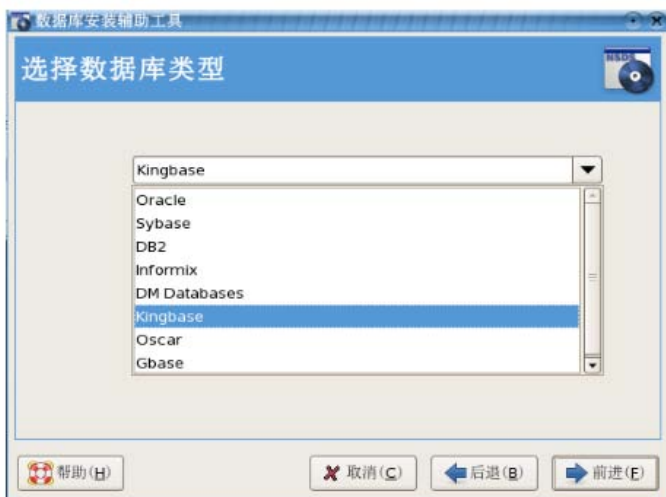 数据库安装辅助工具
选择数据库类型
NSDS
Kingbase
Oracle
Sybase
DB2
Informix
DM Databases
Kingbase
Oscar
Gbase
帮助(H)
取消(C)
后退(B)
前进(F)